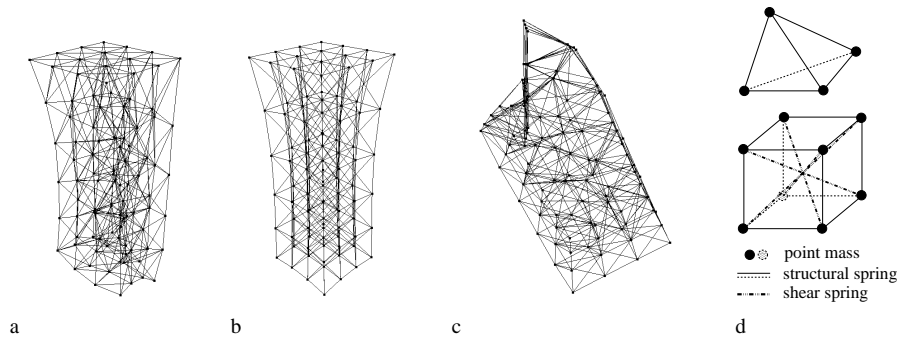 point mass
structural spring
shear spring
a b c d